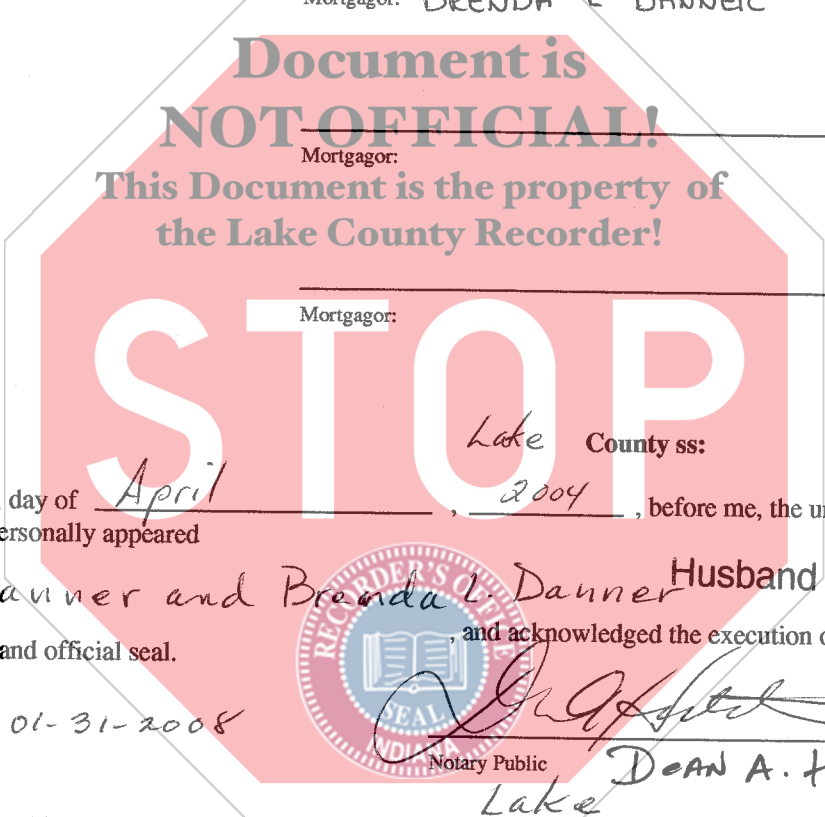 Mortgagor: BRENDA L DANNER
Document is
NOT OFFICIAL!
Mortgagor:
This Document is the property of
the Lake County Recorder!
Mortgagor:
STOP
Lake County ss:
day of April , 2004 , before me, the un
ersonally appeared
anner and Brenda L. Danner Husband
, and acknowledged the execution o
and official seal.
RECORDER'S OFFICE
SEAL
INDIANA
01-31-2008
Notary Public DEAN A. H
Lake